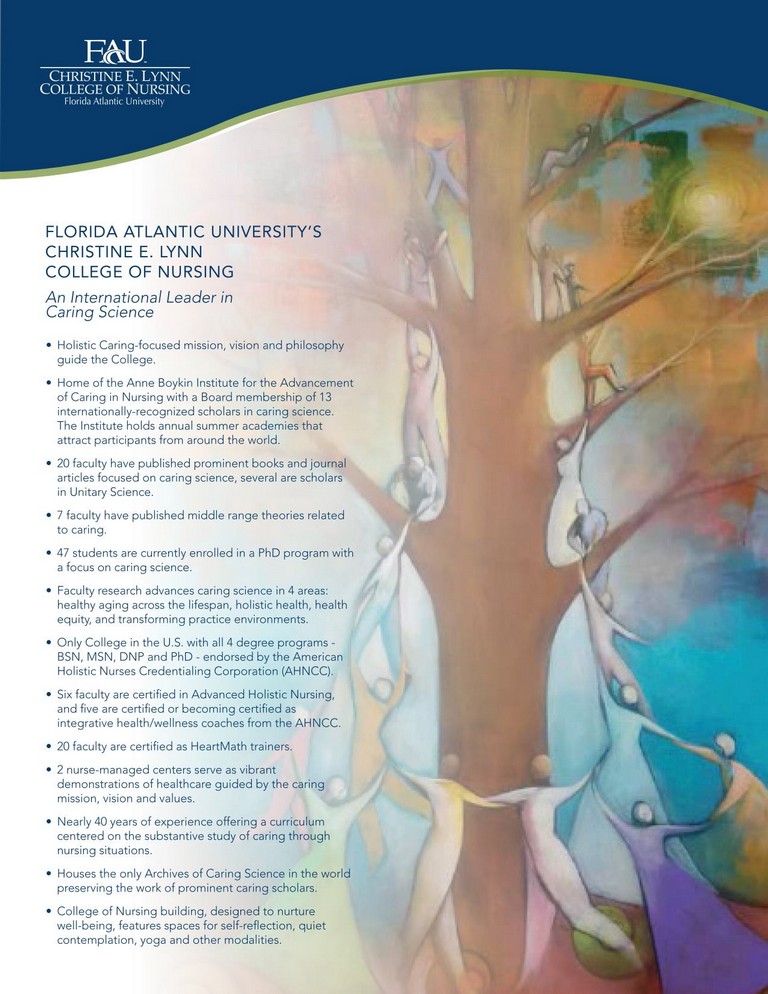 FAU
CHRISTINE E. LYNN
COLLEGE OF NURSING
Florida Atlantic University
FLORIDA ATLANTIC UNIVERSITY'S
CHRISTINE E. LYNN
COLLEGE OF NURSING
An International Leader in
Caring Science
• Holistic Caring-focused mission, vision and philosophy
guide the College.
• Home of the Anne Boykin Institute for the Advancement
of Caring in Nursing with a Board membership of 13
internationally-recognized scholars in caring science.
The Institute holds annual summer academies that
attract participants from around the world.
• 20 faculty have published prominent books and journal
articles focused on caring science, several are scholars
in Unitary Science.
• 7 faculty have published middle range theories related
to caring.
• 47 students are currently enrolled in a PhD program with
a focus on caring science.
• Faculty research advances caring science in 4 areas:
healthy aging across the lifespan, holistic health, health
equity, and transforming practice environments.
• Only College in the U.S. with all 4 degree programs -
BSN, MSN, DNP and PhD - endorsed by the American
Holistic Nurses Credentialing Corporation (AHNCC).
• Six faculty are certified in Advanced Holistic Nursing,
and five are certified or becoming certified as
integrative health/wellness coaches from the AHNCC.
• 20 faculty are certified as HeartMath trainers.
• 2 nurse-managed centers serve as vibrant
demonstrations of healthcare guided by the caring
mission, vision and values.
• Nearly 40 years of experience offering a curriculum
centered on the substantive study of caring through
nursing situations.
• Houses the only Archives of Caring Science in the world
preserving the work of prominent caring scholars.
• College of Nursing building, designed to nurture
well-being, features spaces for self-reflection, quiet
contemplation, yoga and other modalities.